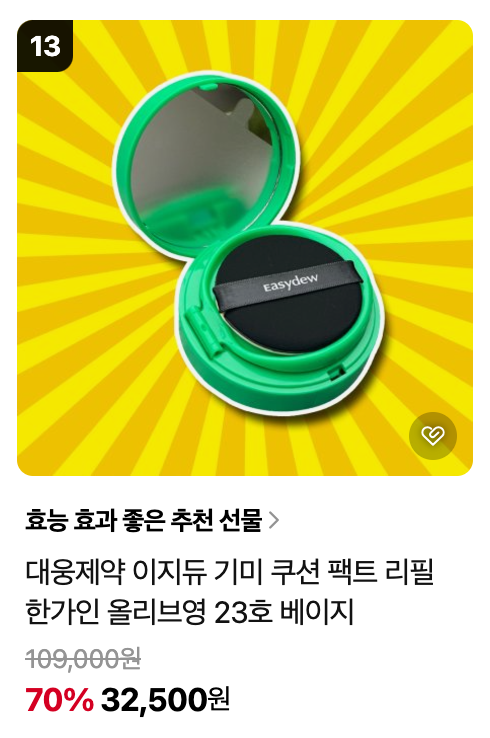 13
Easydew
효능 효과 좋은 추천 선물 >
대웅제약 이지듀 기미 쿠션 팩트 리필
한가인 올리브영 23호 베이지
109,000원
70% 32,500원